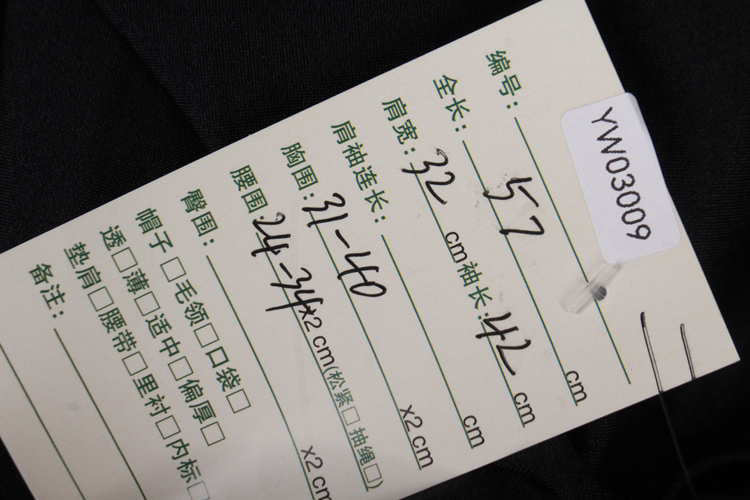 编号: YW03009
全长: 57 cm
肩宽: 32 cm 袖长: 42 cm
肩袖连长: cm
胸围: 31-40 x2 cm
腰围: 24-34 x2 cm(松紧□ 抽绳□)
臀围: x2 cm
帽子□毛领□口袋□
透□薄□适中□偏厚□
垫肩□腰带□里衬□内标□
备注: